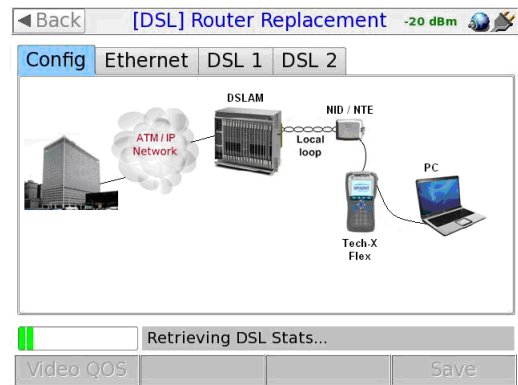 Back
[DSL] Router Replacement
-20 dBm
Config
Ethernet
DSL 1
DSL 2
DSLAM
NID / NTE
ATM / IP
Network
Local
loop
PC
Tech-X
Flex
Retrieving DSL Stats...
Video QOS
Save